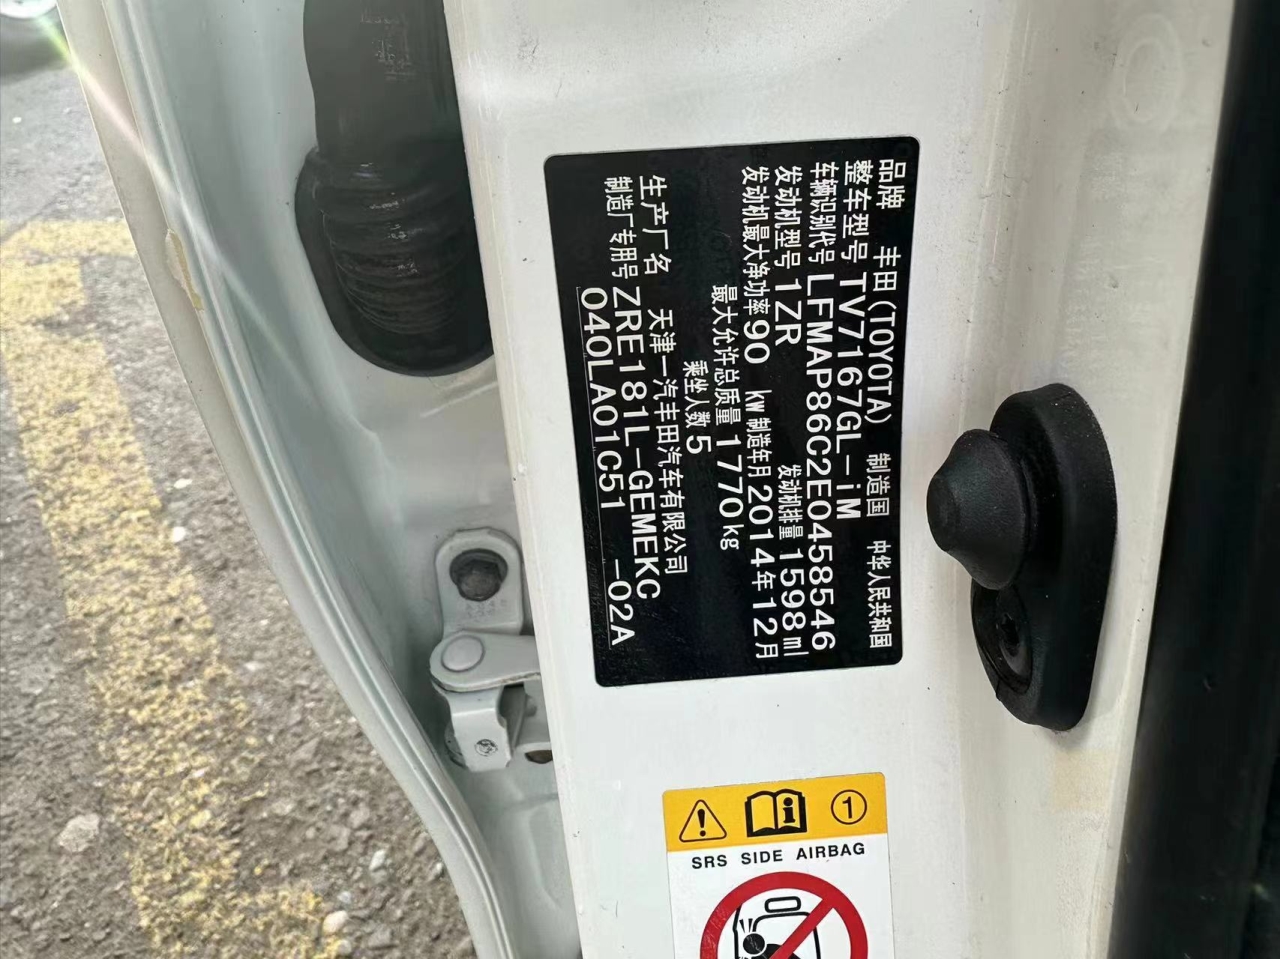 品牌 丰田(TOYOTA) 制造国 中华人民共和国
整车型号 TV7167GL-iM
车辆识别代号 LFMAP86C2E0458546
发动机型号 1ZR 发动机排量 1598ml
发动机最大净功率 90 kW 制造年月 2014年12月
最大允许总质量 1770kg
乘坐人数 5
生产厂名 天津一汽丰田汽车有限公司
制造厂专用号 ZRE181L-GEMEKC
040LA01C51 -02A
1
SRS SIDE AIRBAG